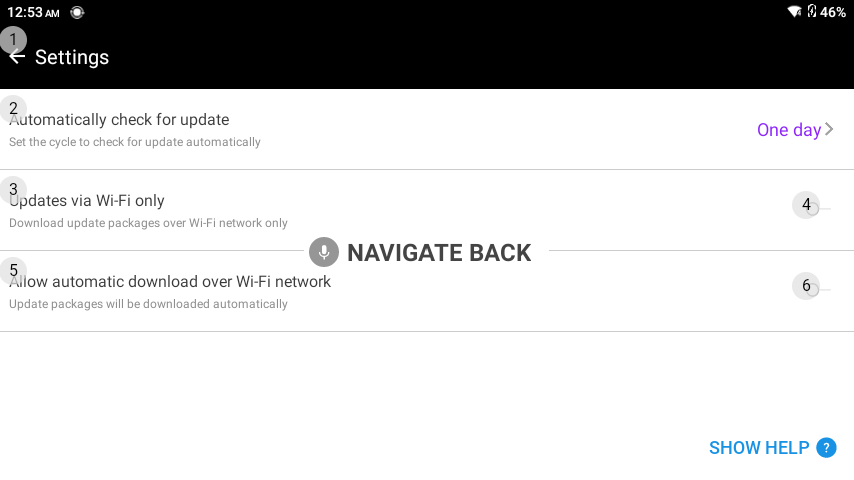 12:53 AM
46%
1
Settings
2
Automatically check for update
Set the cycle to check for update automatically
One day
3
Updates via Wi-Fi only
Download update packages over Wi-Fi network only
4
NAVIGATE BACK
5
Allow automatic download over Wi-Fi network
Update packages will be downloaded automatically
6
SHOW HELP ?